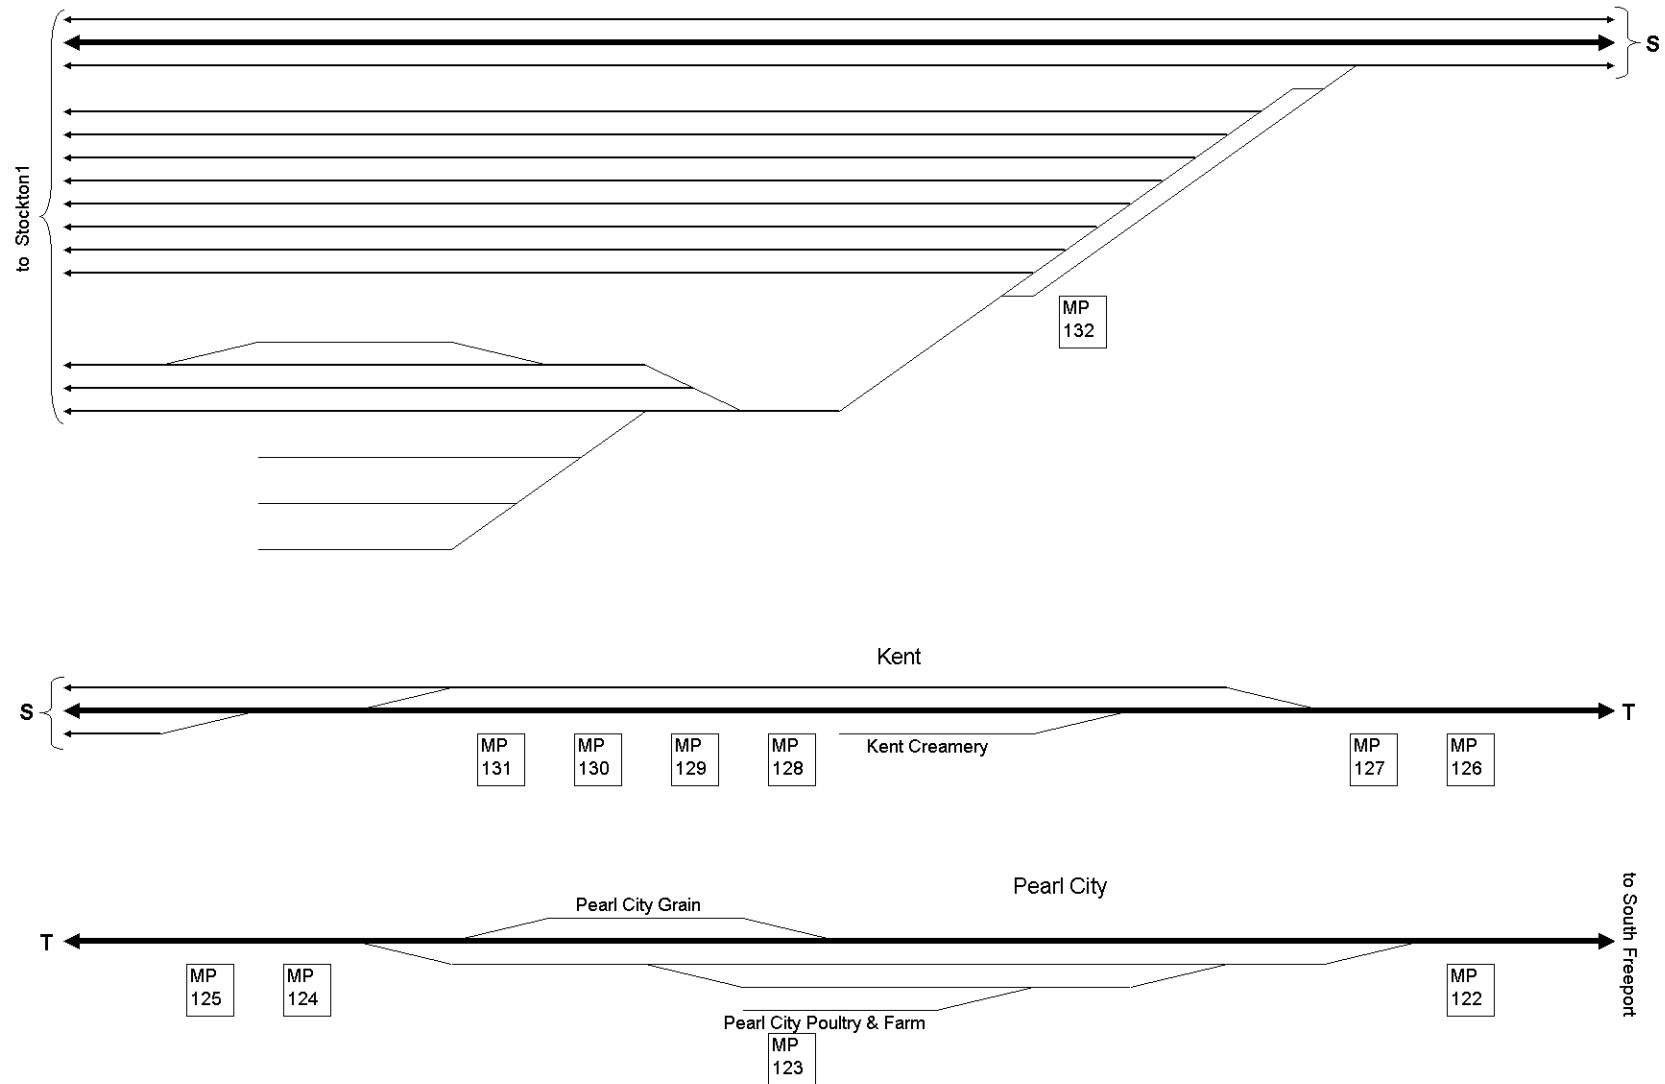 S
to Stockton1
MP
132
Kent
S
T
MP
131
MP
130
MP
129
MP
128
Kent Creamery
MP
127
MP
126
Pearl City
to South Freeport
Pearl City Grain
T
MP
125
MP
124
MP
122
Pearl City Poultry & Farm
MP
123